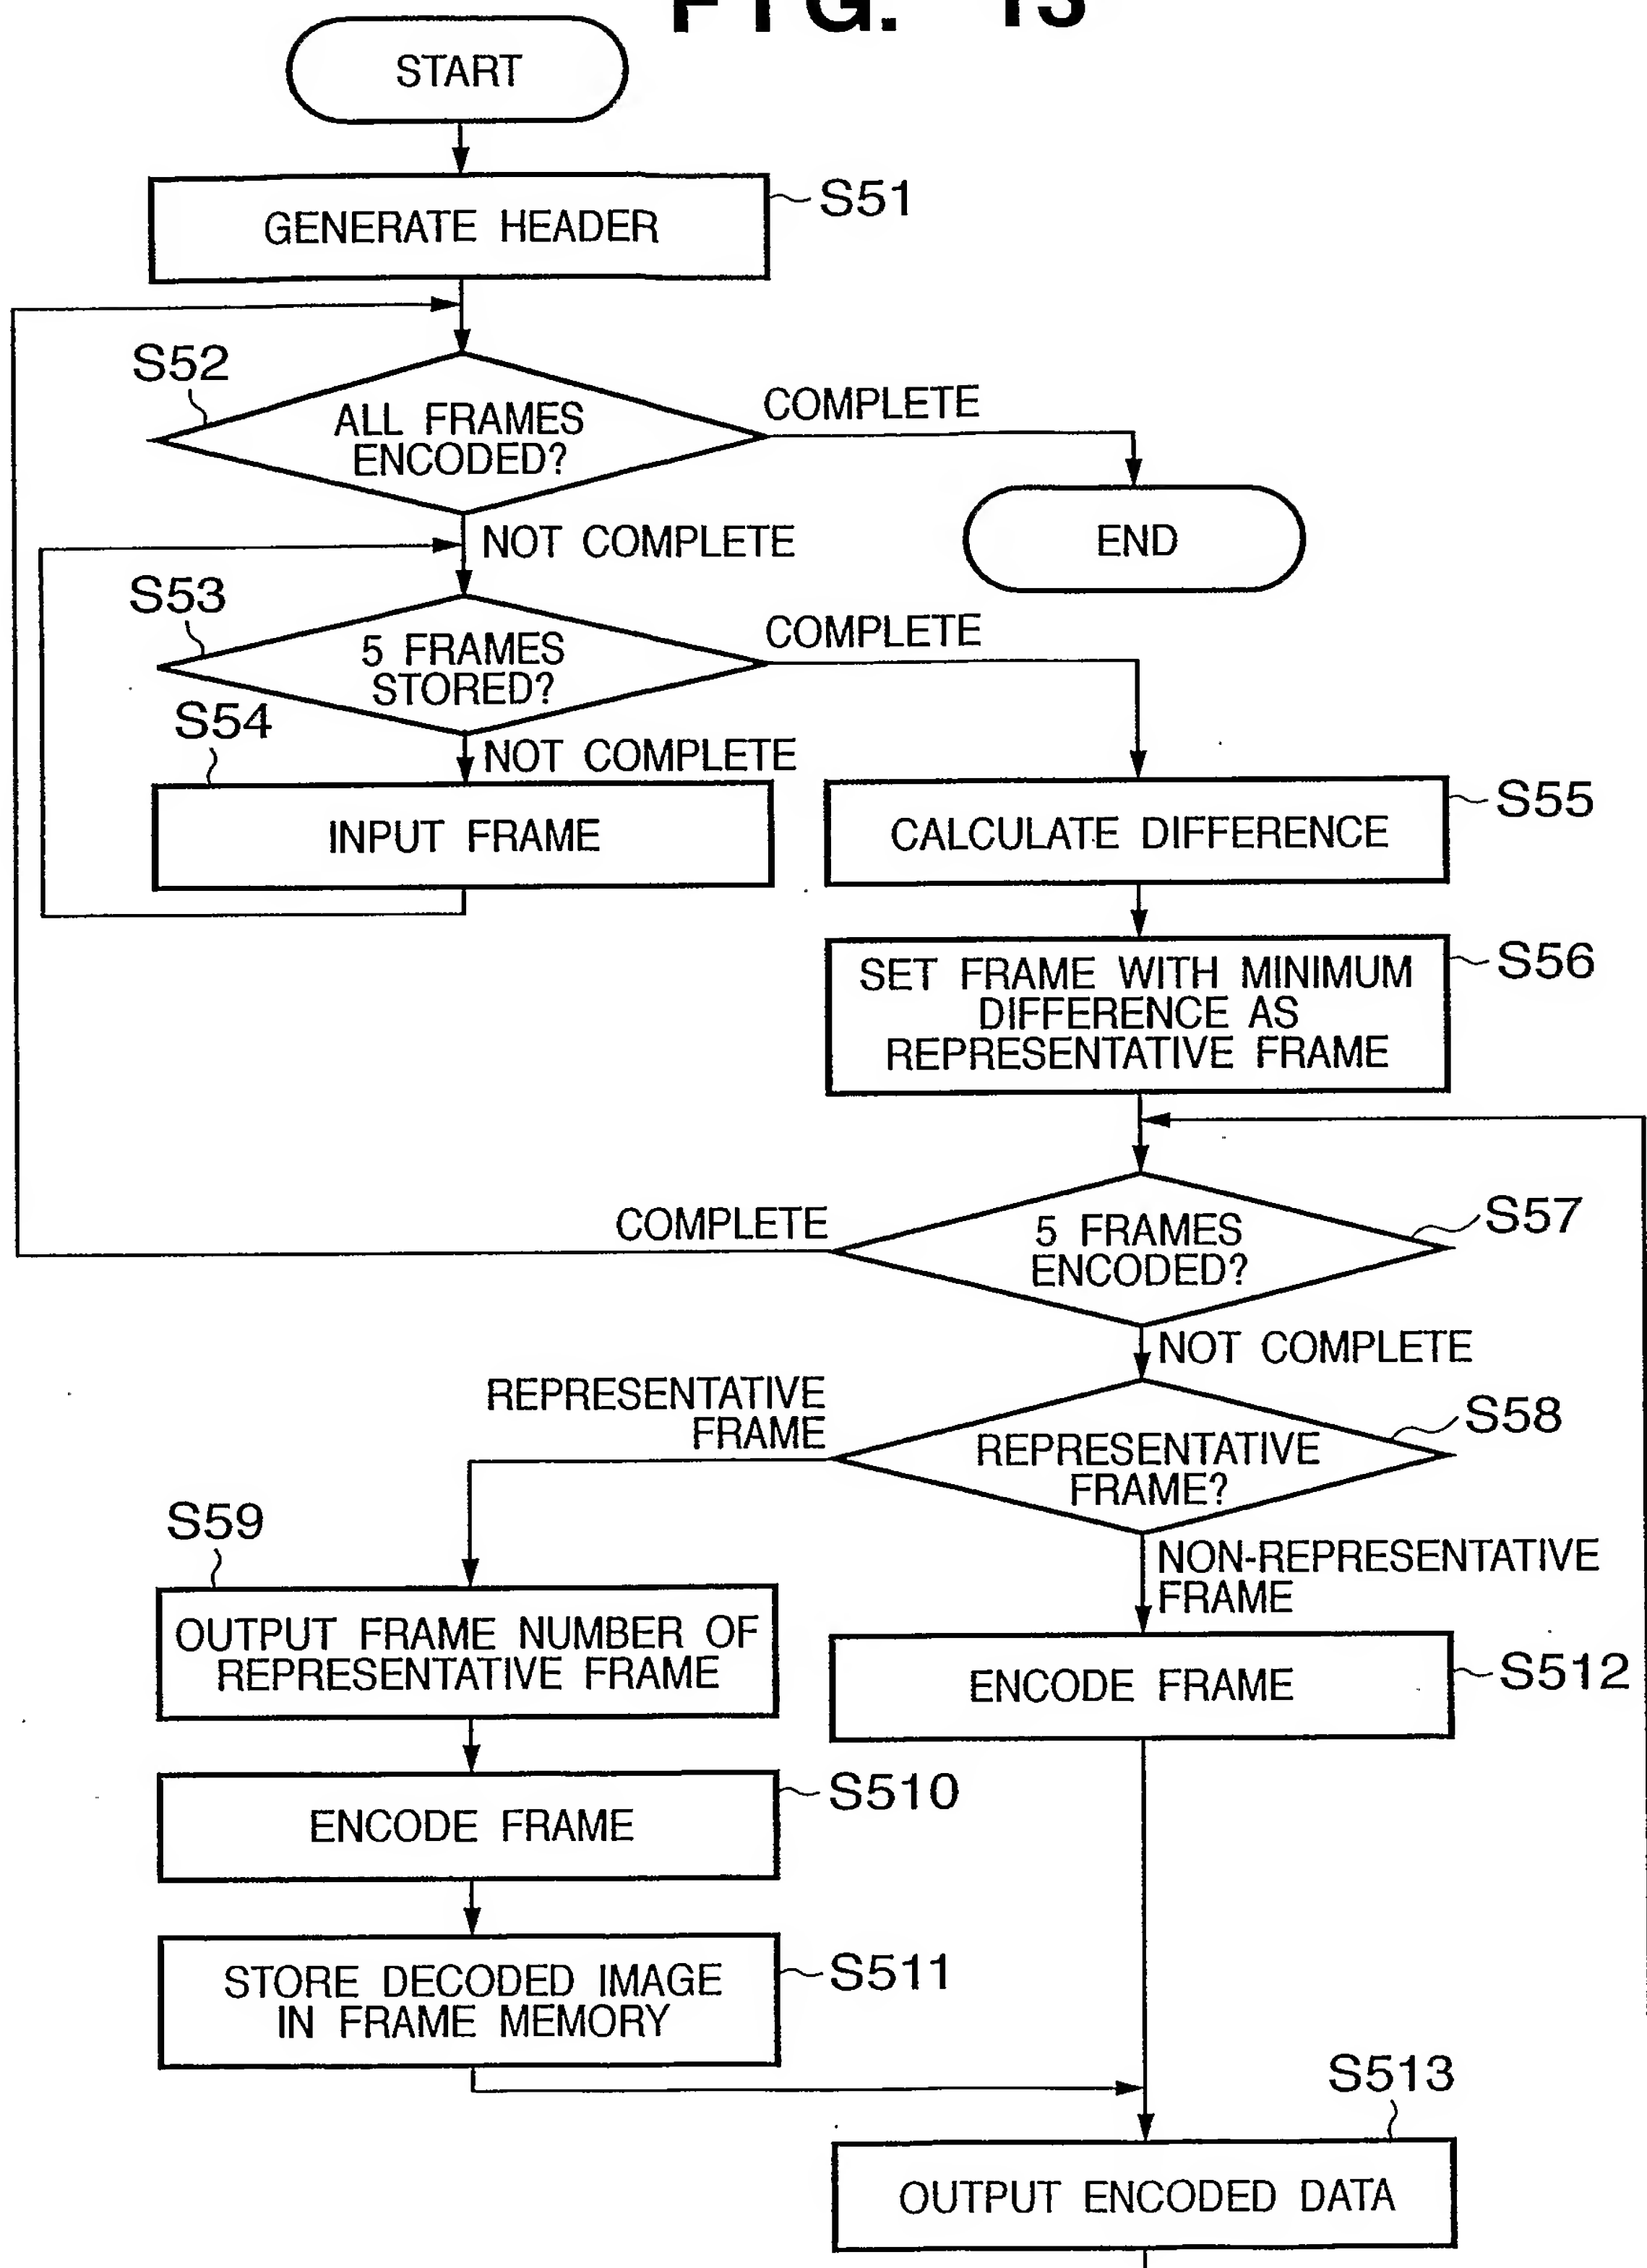 FIG. 13
START
GENERATE HEADER
S51
S52
ALL FRAMES
ENCODED?
COMPLETE
NOT COMPLETE
END
S53
5 FRAMES
STORED?
COMPLETE
S54
NOT COMPLETE
INPUT FRAME
CALCULATE DIFFERENCE
S55
SET FRAME WITH MINIMUM
DIFFERENCE AS
REPRESENTATIVE FRAME
S56
COMPLETE
5 FRAMES
ENCODED?
S57
NOT COMPLETE
REPRESENTATIVE
FRAME
REPRESENTATIVE
FRAME?
S58
S59
NON-REPRESENTATIVE
FRAME
OUTPUT FRAME NUMBER OF
REPRESENTATIVE FRAME
ENCODE FRAME
S512
ENCODE FRAME
S510
STORE DECODED IMAGE
IN FRAME MEMORY
S511
S513
OUTPUT ENCODED DATA